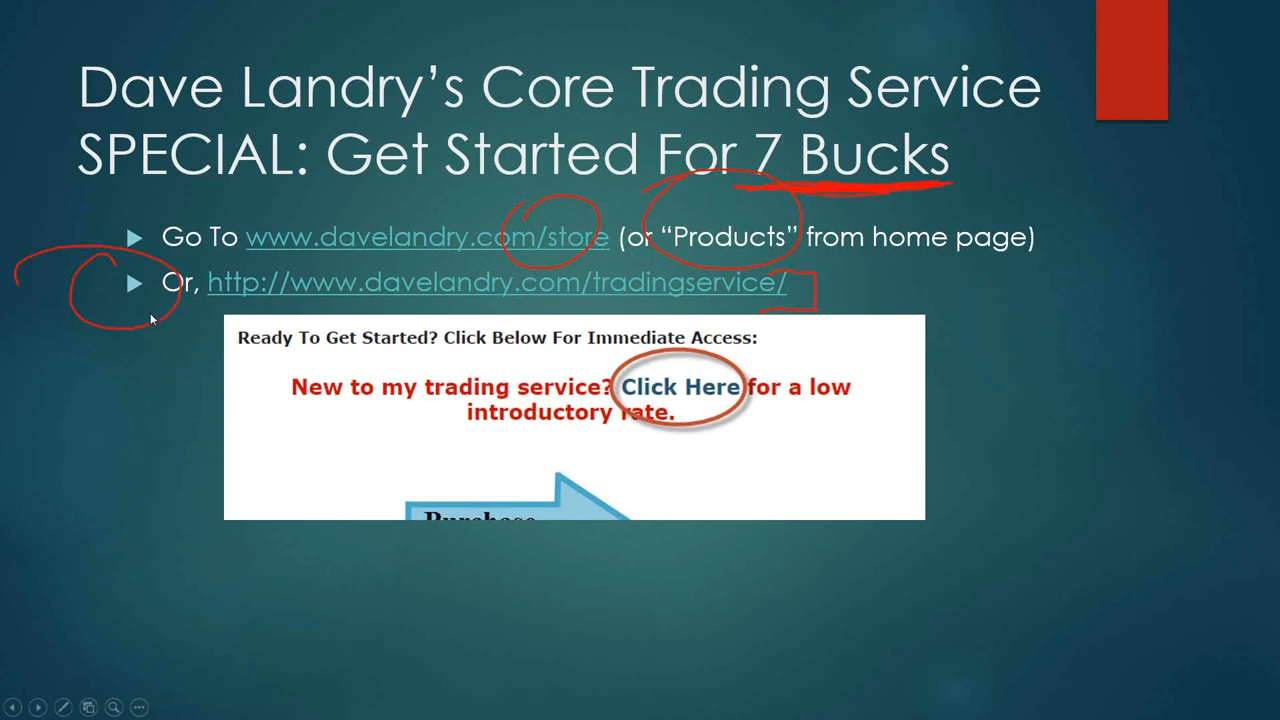 Dave Landry’s Core Trading Service
SPECIAL: Get Started For 7 Bucks
Go To www.davelandry.com/store (or “Products” from home page)
Or, http://www.davelandry.com/tradingservice/
Ready To Get Started? Click Below For Immediate Access:
New to my trading service? Click Here for a low
introductory rate.
Purchase